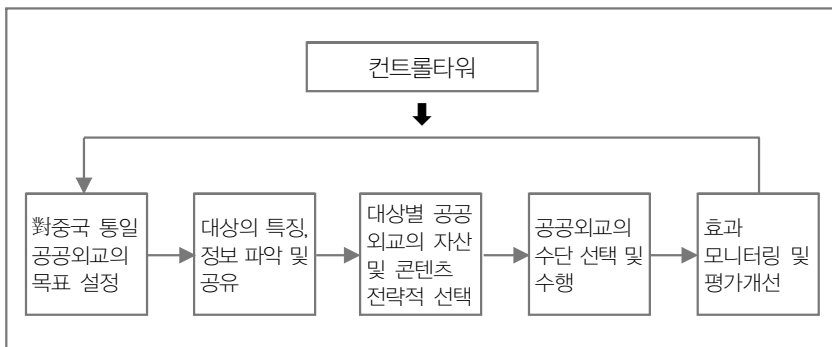 컨트롤타워
對중국 통일
공공외교의
목표 설정
대상의 특징,
정보 파악 및
공유
대상별 공공
외교의 자산
및 콘텐츠
전략적 선택
공공외교의
수단 선택 및
수행
효과
모니터링 및
평가개선